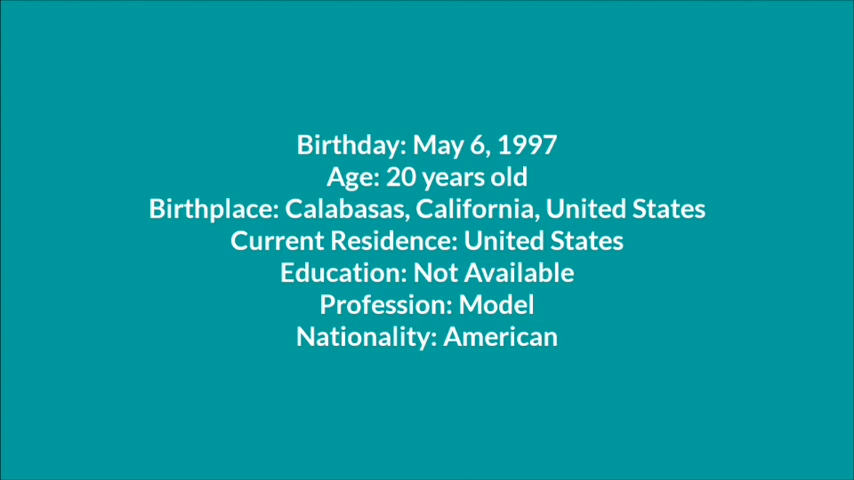 Birthday: May 6, 1997
Age: 20 years old
Birthplace: Calabasas, California, United States
Current Residence: United States
Education: Not Available
Profession: Model
Nationality: American